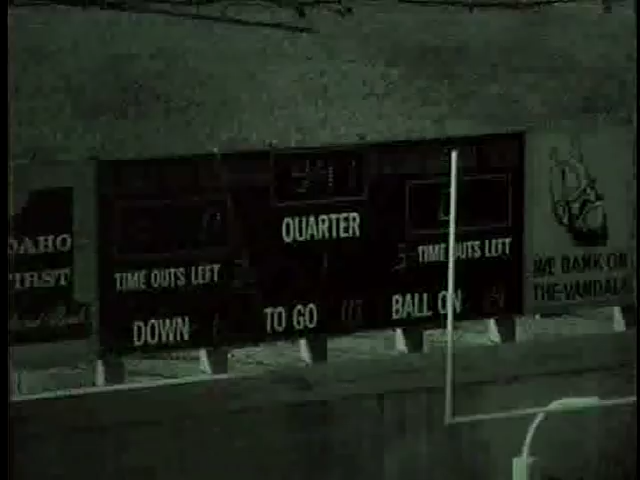 DAHO
FIRST
QUARTER
TIME OUTS LEFT
TIME OUTS LEFT
DOWN
TO GO
BALL ON
WE BANK ON
THE VANDALS